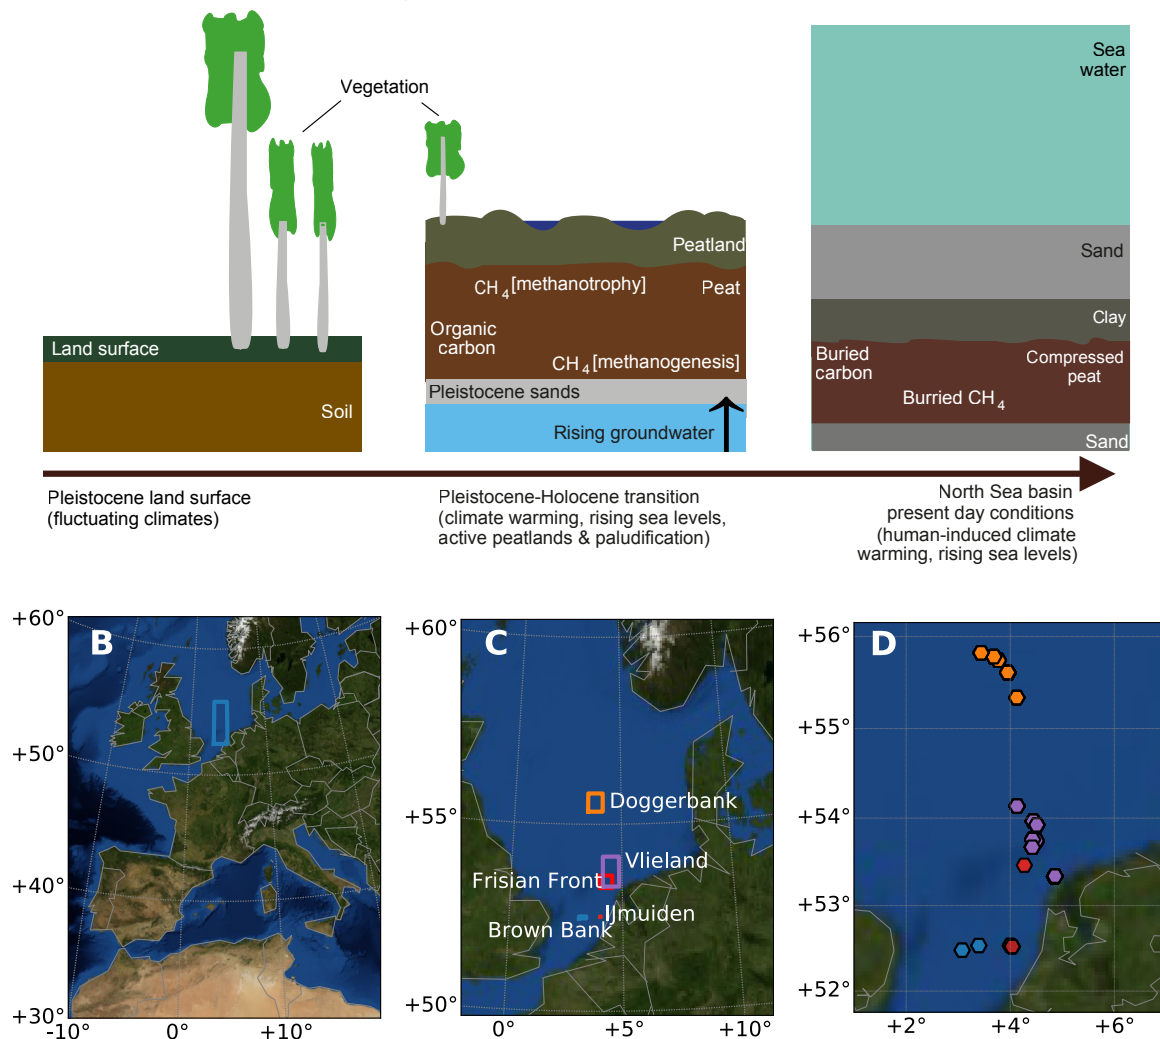 Vegetation
Land surface
Soil
Peatland
CH4[methanotrophy]
Peat
Organic
carbon
CH4[methanogenesis]
Pleistocene sands
Rising groundwater
Sea
water
Sand
Clay
Buried
carbon
Compressed
peat
Burried CH4
Sand
Pleistocene land surface
(fluctuating climates)
Pleistocene-Holocene transition
(climate warming, rising sea levels,
active peatlands & paludification)
North Sea basin
present day conditions
(human-induced climate
warming, rising sea levels)
B
+60°
+50°
+40°
+30°
-10°
0°
+10°
C
+60°
+55°
+50°
Doggerbank
Vlieland
Frisian Front
IJmuiden
Brown Bank
0°
+5°
+10°
D
+56°
+55°
+54°
+53°
+52°
+2°
+4°
+6°